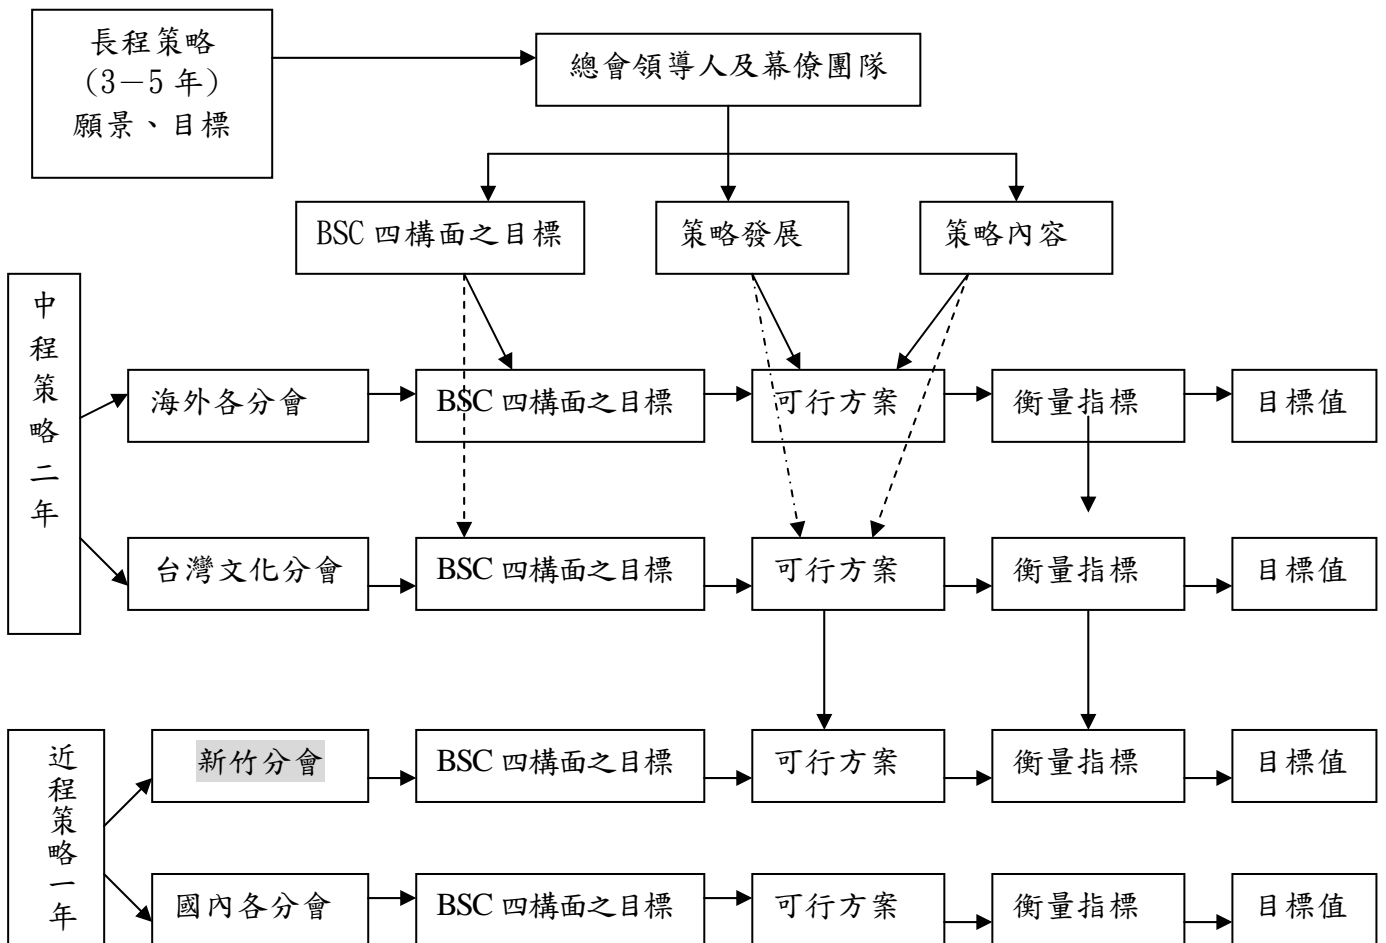 長程策略
(3－5 年)
願景、目標
總會領導人及幕僚團隊
BSC 四構面之目標
策略發展
策略內容
中
程
策
略
二
年
海外各分會
BSC 四構面之目標
可行方案
衡量指標
目標值
台灣文化分會
BSC 四構面之目標
可行方案
衡量指標
目標值
近
程
策
略
一
年
新竹分會
BSC 四構面之目標
可行方案
衡量指標
目標值
國內各分會
BSC 四構面之目標
可行方案
衡量指標
目標值